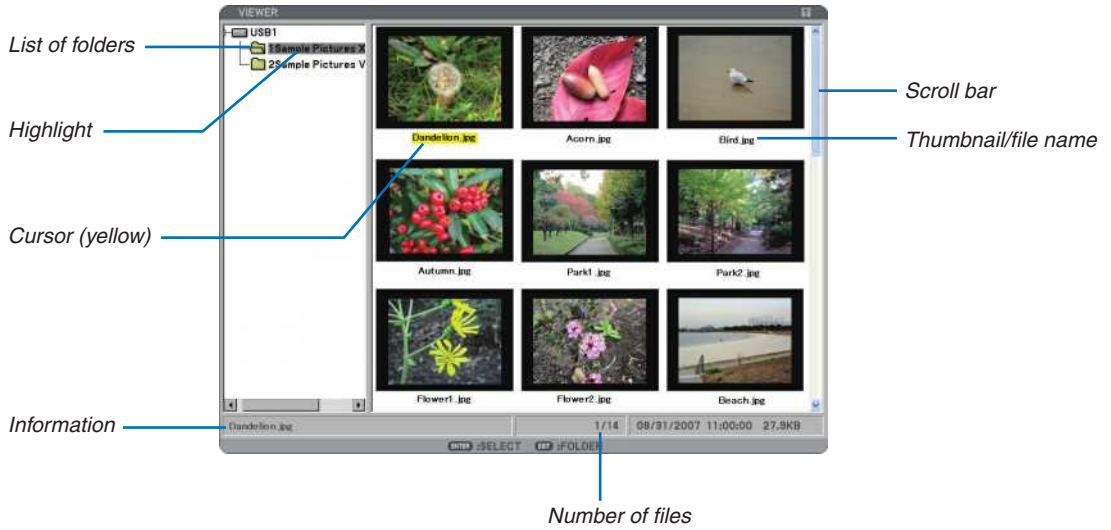 VIEWER
List of folders
USB1
1Sample Pictures X
2Sample Pictures V
Highlight
Scroll bar
Thumbnail/file name
Dandelion.jpg
Acorn.jpg
Bird.jpg
Cursor (yellow)
Autumn.jpg
Park1.jpg
Park2.jpg
Flower1.jpg
Flower2.jpg
Beach.jpg
Information
Dandelion.jpg
1/14
08/31/2007 11:00:00 27.9KB
ENTER :SELECT EXIT :FOLDER
Number of files